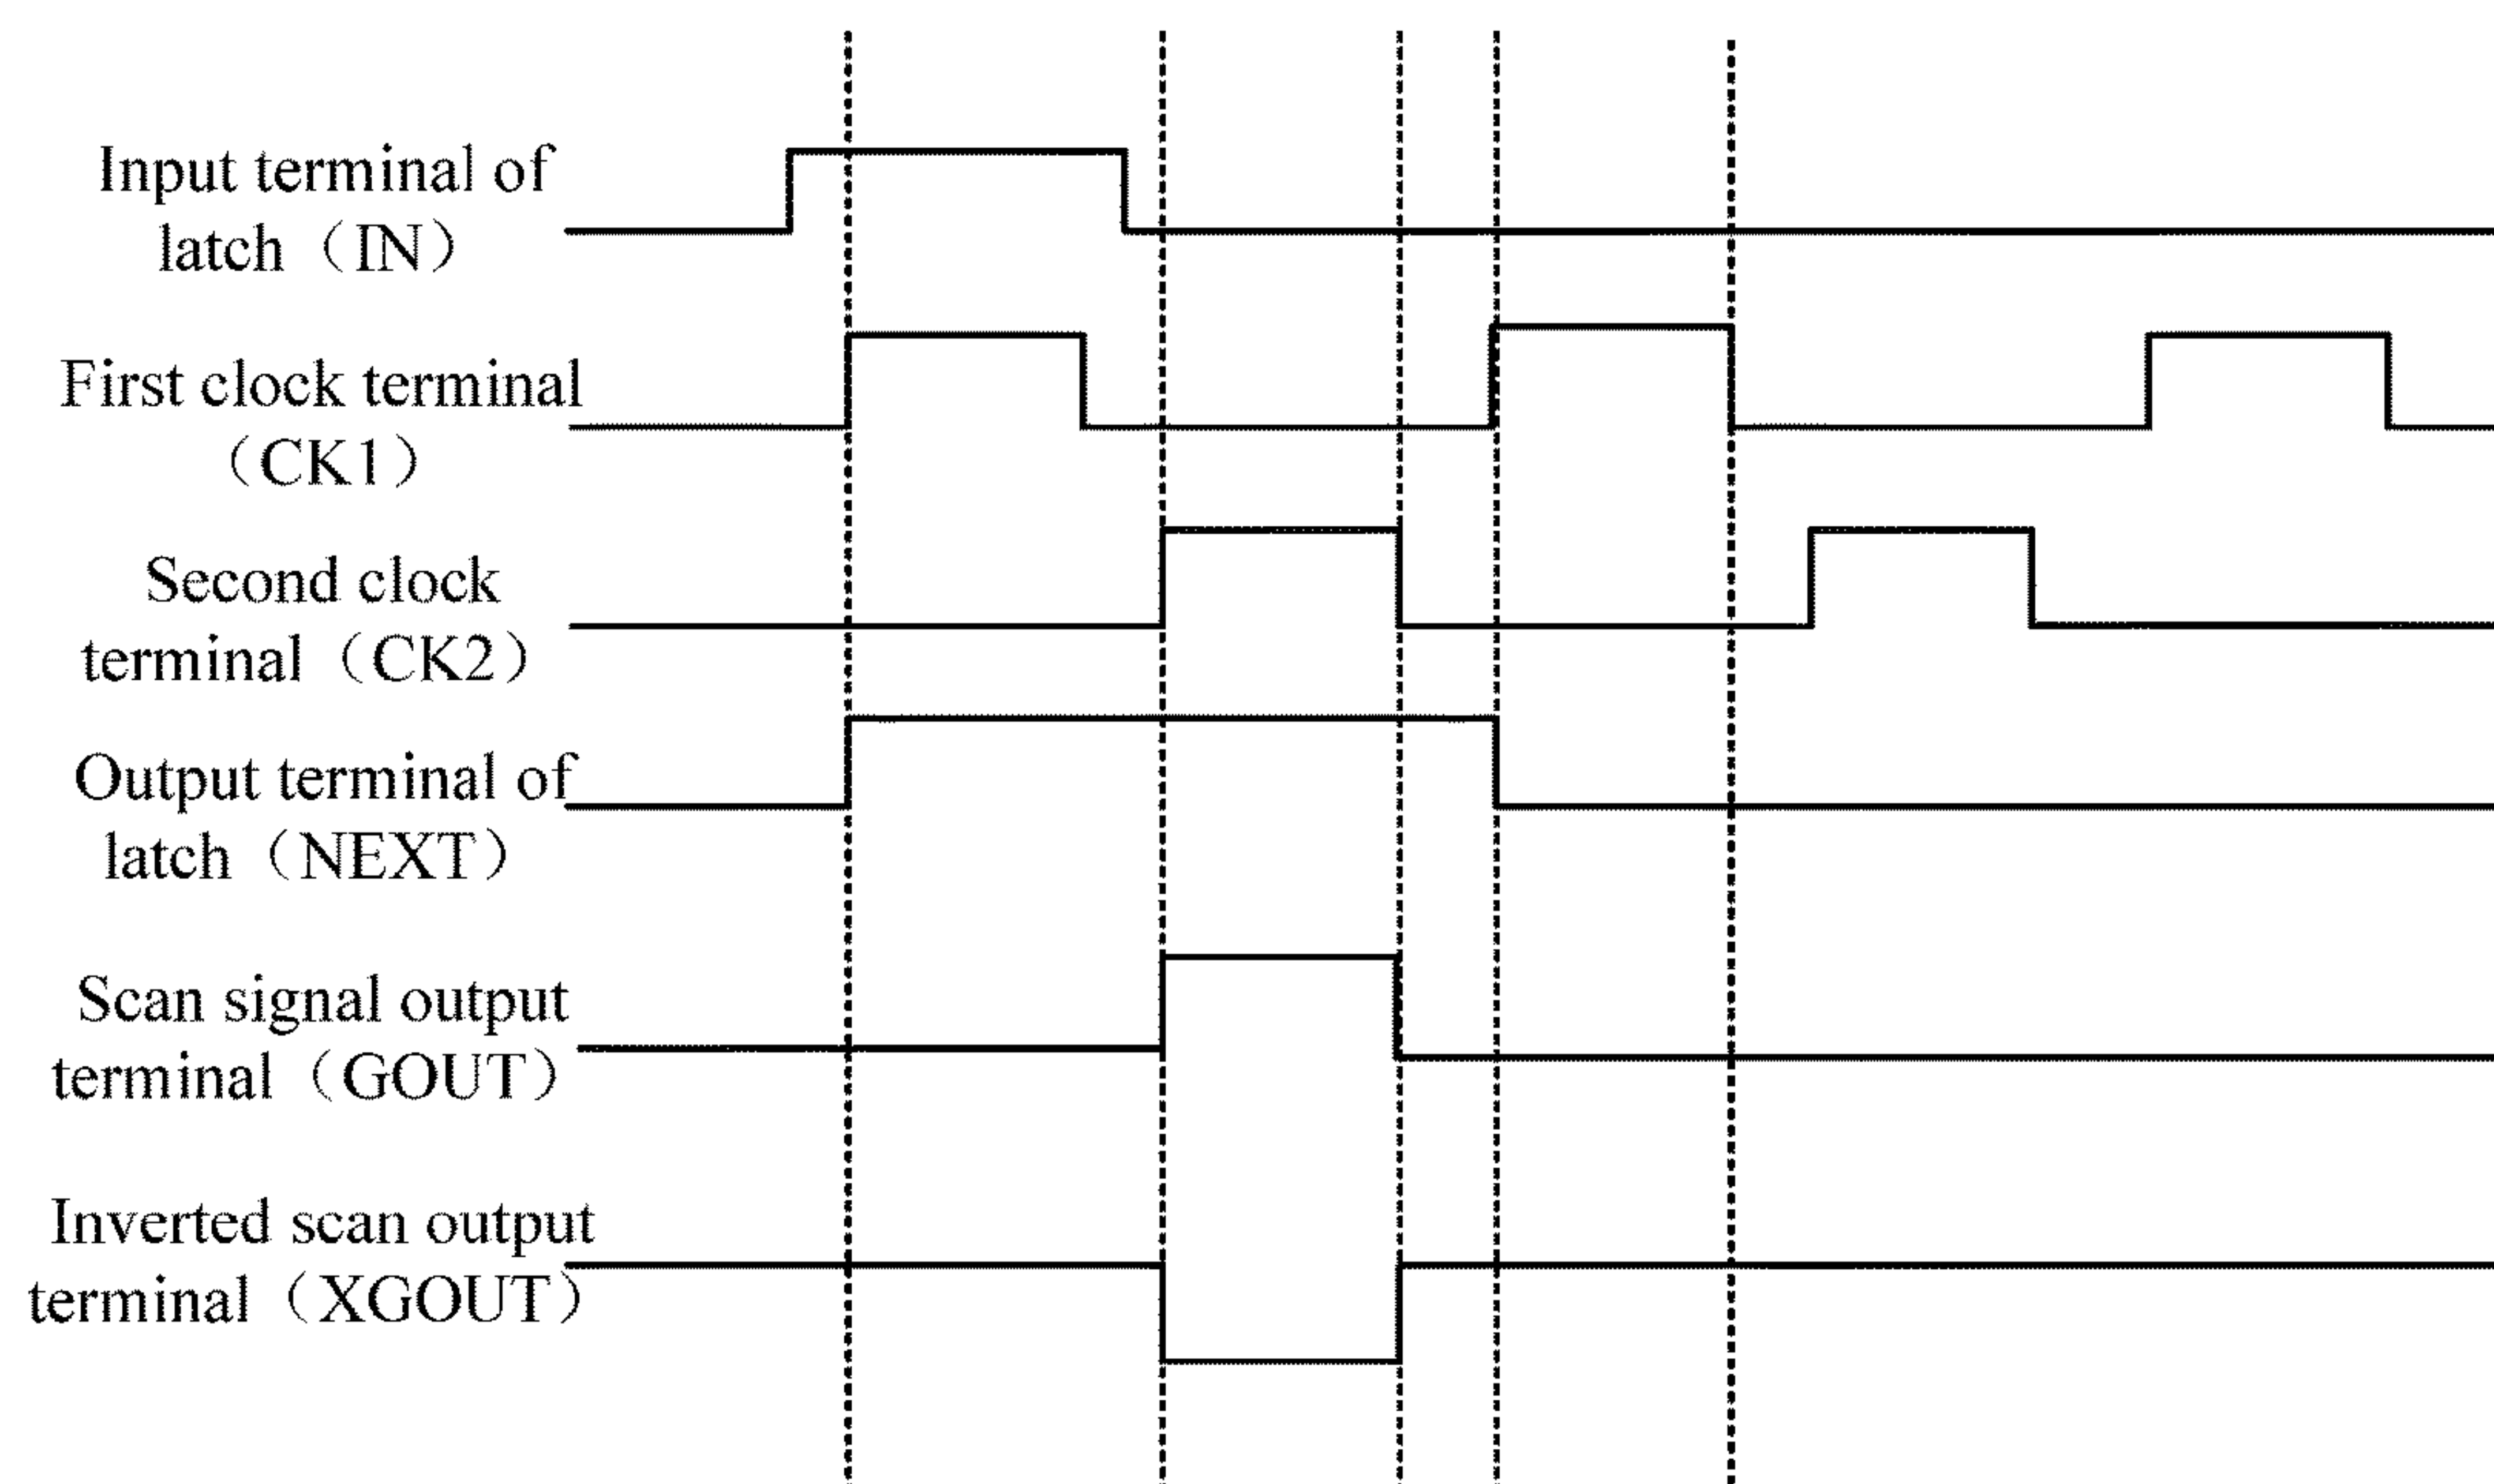 Input terminal of
latch（IN）
First clock terminal
（CK1）
Second clock
terminal（CK2）
Output terminal of
latch（NEXT）
Scan signal output
terminal（GOUT）
Inverted scan output
terminal（XGOUT）